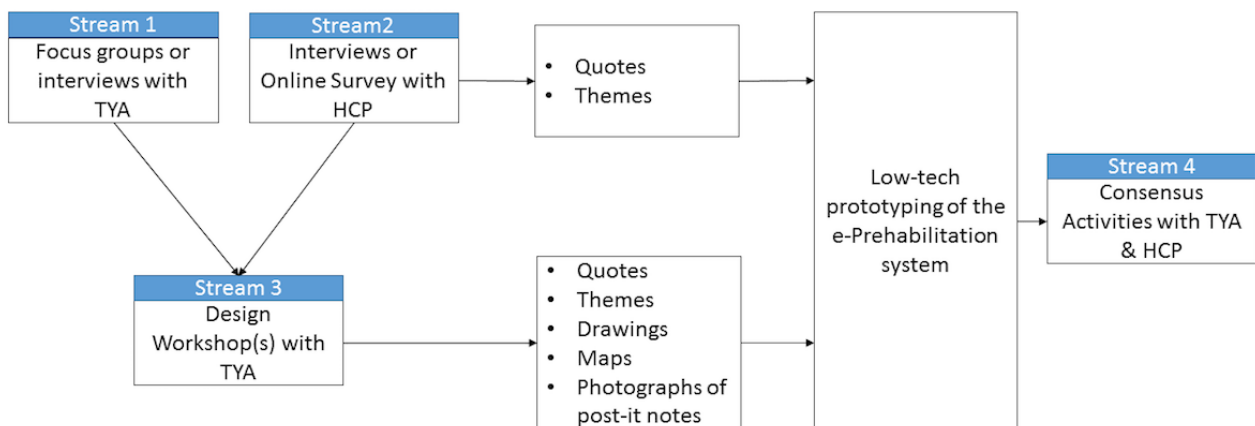 Stream 1
Focus groups or
interviews with
TYA
Stream2
Interviews or
Online Survey with
HCP
• Quotes
• Themes
Stream 3
Design
Workshop(s) with
TYA
• Quotes
• Themes
• Drawings
• Maps
• Photographs of
post-it notes
Low-tech
prototyping of the
e-Prehabilitation
system
Stream 4
Consensus
Activities with TYA
& HCP